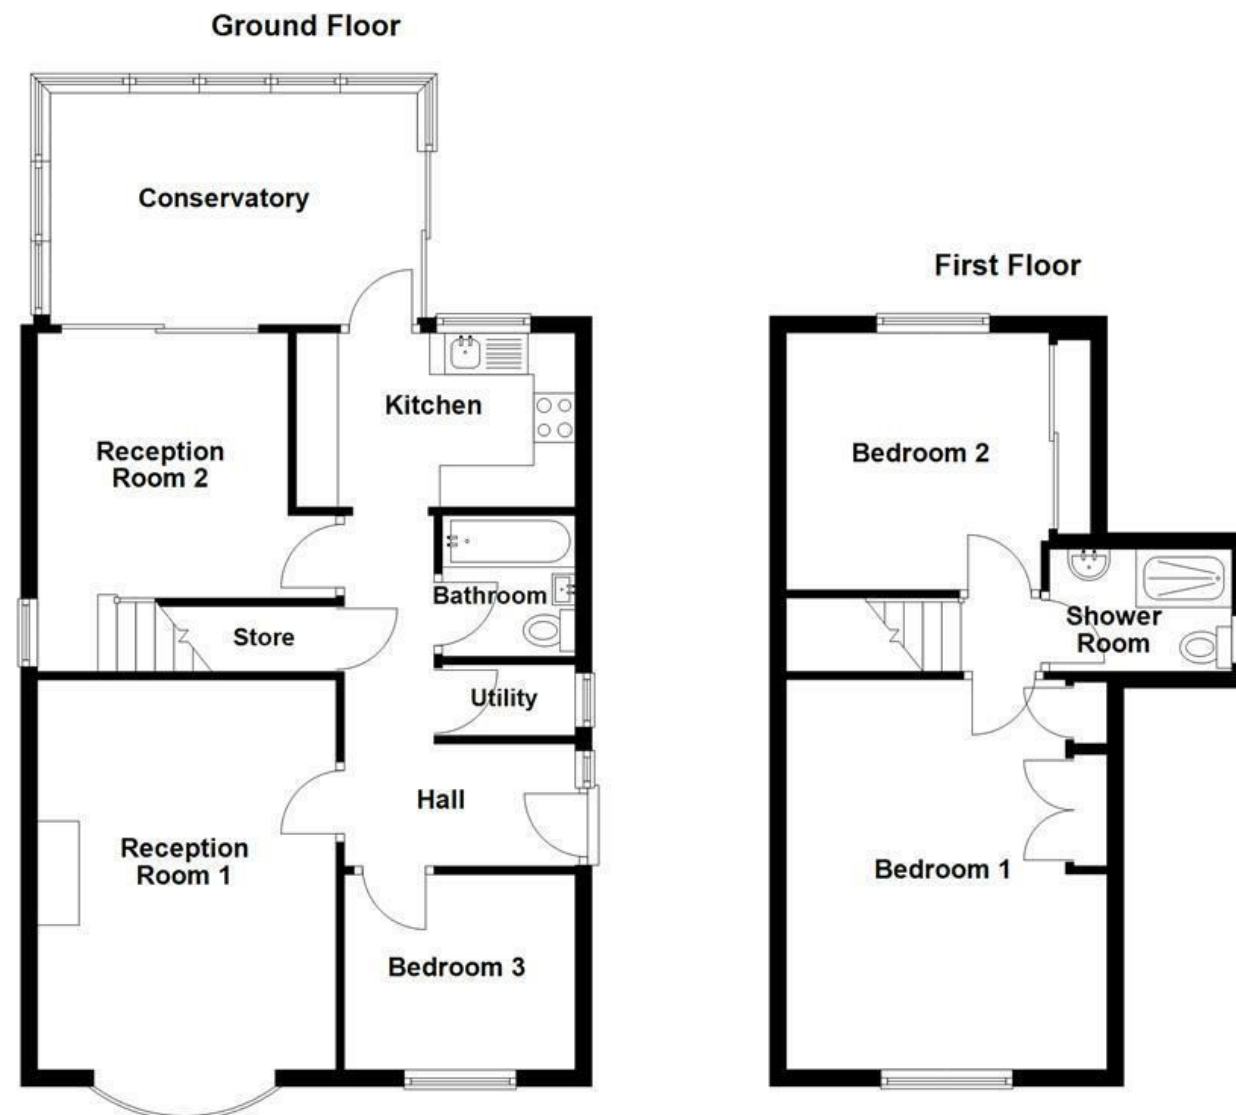 Ground Floor
Conservatory
Kitchen
Reception
Room 2
Bathroom
Store
Utility
Hall
Reception
Room 1
Bedroom 3
First Floor
Bedroom 2
Shower
Room
Bedroom 1